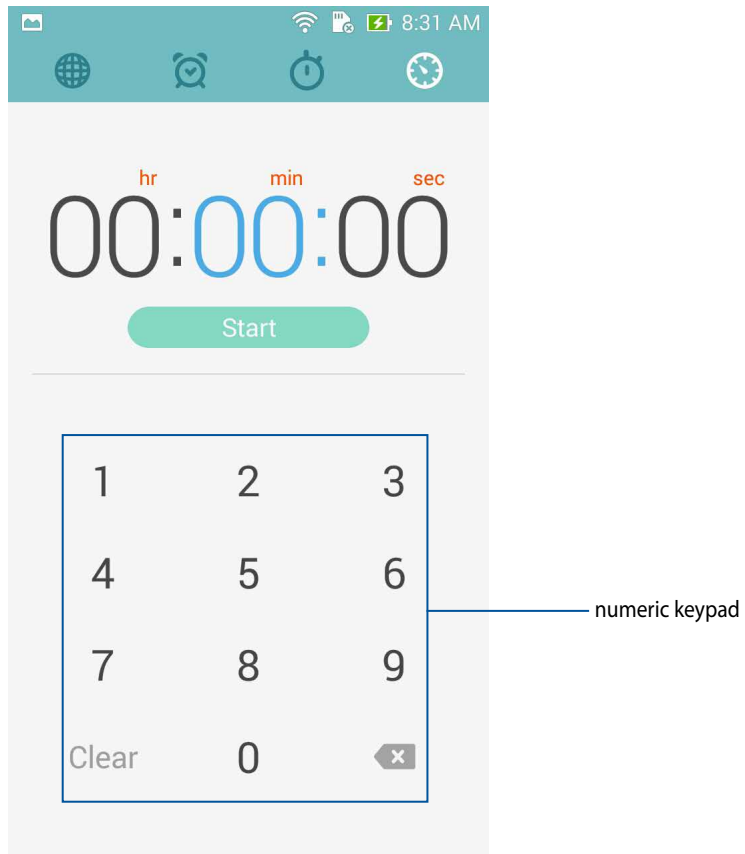 8:31 AM
hr min sec
00:00:00
Start
1 2 3
4 5 6
numeric keypad
7 8 9
Clear 0